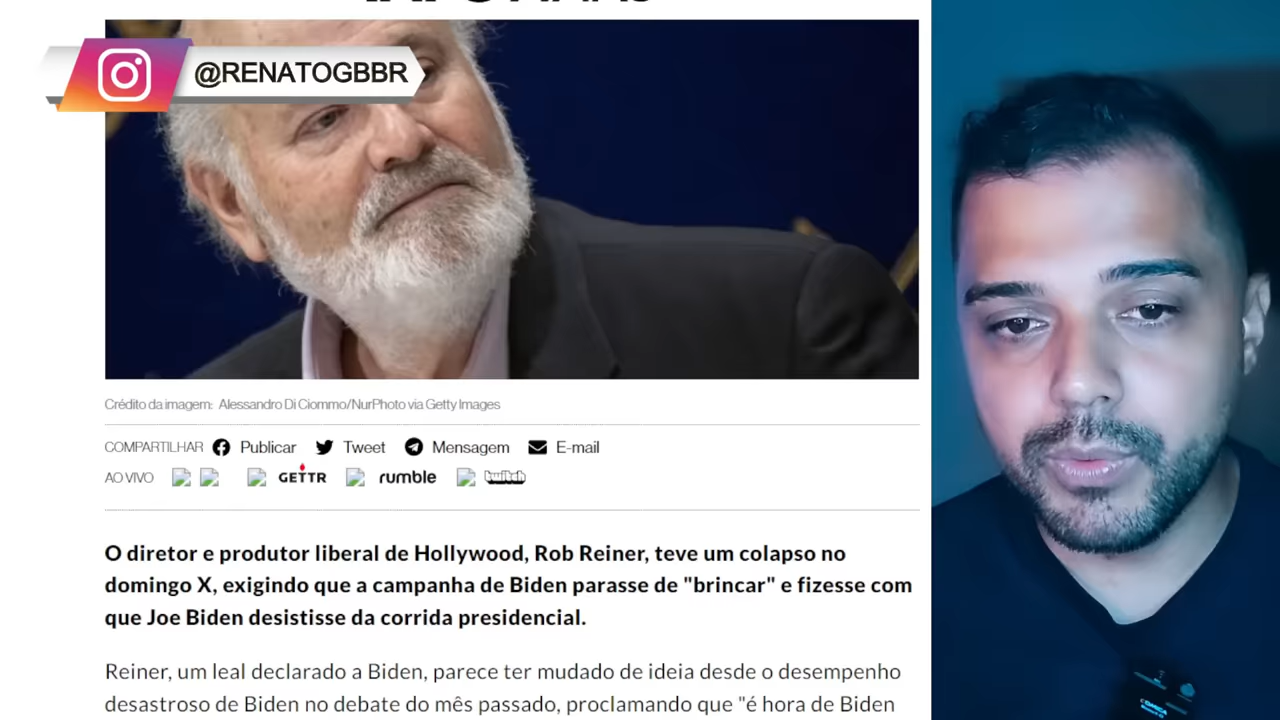 @RENATOGBBR
Crédito da imagem: Alessandro Di Ciommo/NurPhoto via Getty Images
COMPARTILHAR Publicar Tweet Mensagem E-mail
AO VIVO GETTR rumble twitch
O diretor e produtor liberal de Hollywood, Rob Reiner, teve um colapso no
domingo X, exigindo que a campanha de Biden parasse de "brincar" e fizesse com
que Joe Biden desistisse da corrida presidencial.
Reiner, um leal declarado a Biden, parece ter mudado de ideia desde o desempenho
desastroso de Biden no debate do mês passado, proclamando que "é hora de Biden